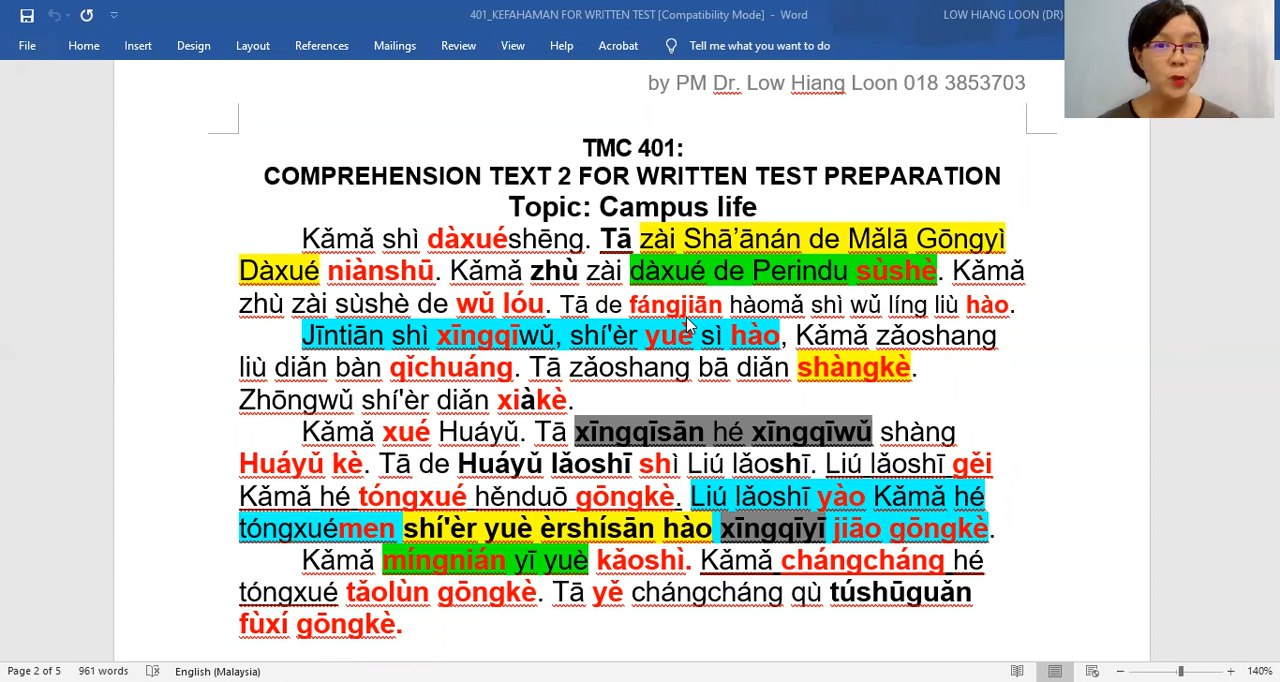 401_KEFAHAMAN FOR WRITTEN TEST [Compatibility Mode] - Word
LOW HIANG LOON (DR)
File Home Insert Design Layout References Mailings Review View Help Acrobat Tell me what you want to do
by PM Dr. Low Hiang Loon 018 3853703
TMC 401:
COMPREHENSION TEXT 2 FOR WRITTEN TEST PREPARATION
Topic: Campus life
Kǎmǎ shì dàxuéshēng. Tā zài Shā’ānán de Mǎlā Gōngyì
Dàxué niànshū. Kǎmǎ zhù zài dàxué de Perindu sùshè. Kǎmǎ
zhù zài sùshè de wǔ lóu. Tā de fángjiān hàomǎ shì wǔ líng liù hào.
Jīntiān shì xīngqīwǔ, shí'èr yuè sì hào, Kǎmǎ zǎoshang
liù diǎn bàn qǐchuáng. Tā zǎoshang bā diǎn shàngkè.
Zhōngwǔ shí'èr diǎn xiàkè.
Kǎmǎ xué Huáyǔ. Tā xīngqīsān hé xīngqīwǔ shàng
Huáyǔ kè. Tā de Huáyǔ lǎoshī shì Liú lǎoshī. Liú lǎoshī gěi
Kǎmǎ hé tóngxué hěnduō gōngkè. Liú lǎoshī yào Kǎmǎ hé
tóngxuémen shí'èr yuè èrshísān hào xīngqīyī jiāo gōngkè.
Kǎmǎ míngnián yī yuè kǎoshì. Kǎmǎ chángcháng hé
tóngxué tǎolùn gōngkè. Tā yě chángcháng qù túshūguǎn
fùxí gōngkè.
Page 2 of 5 961 words English (Malaysia) 140%